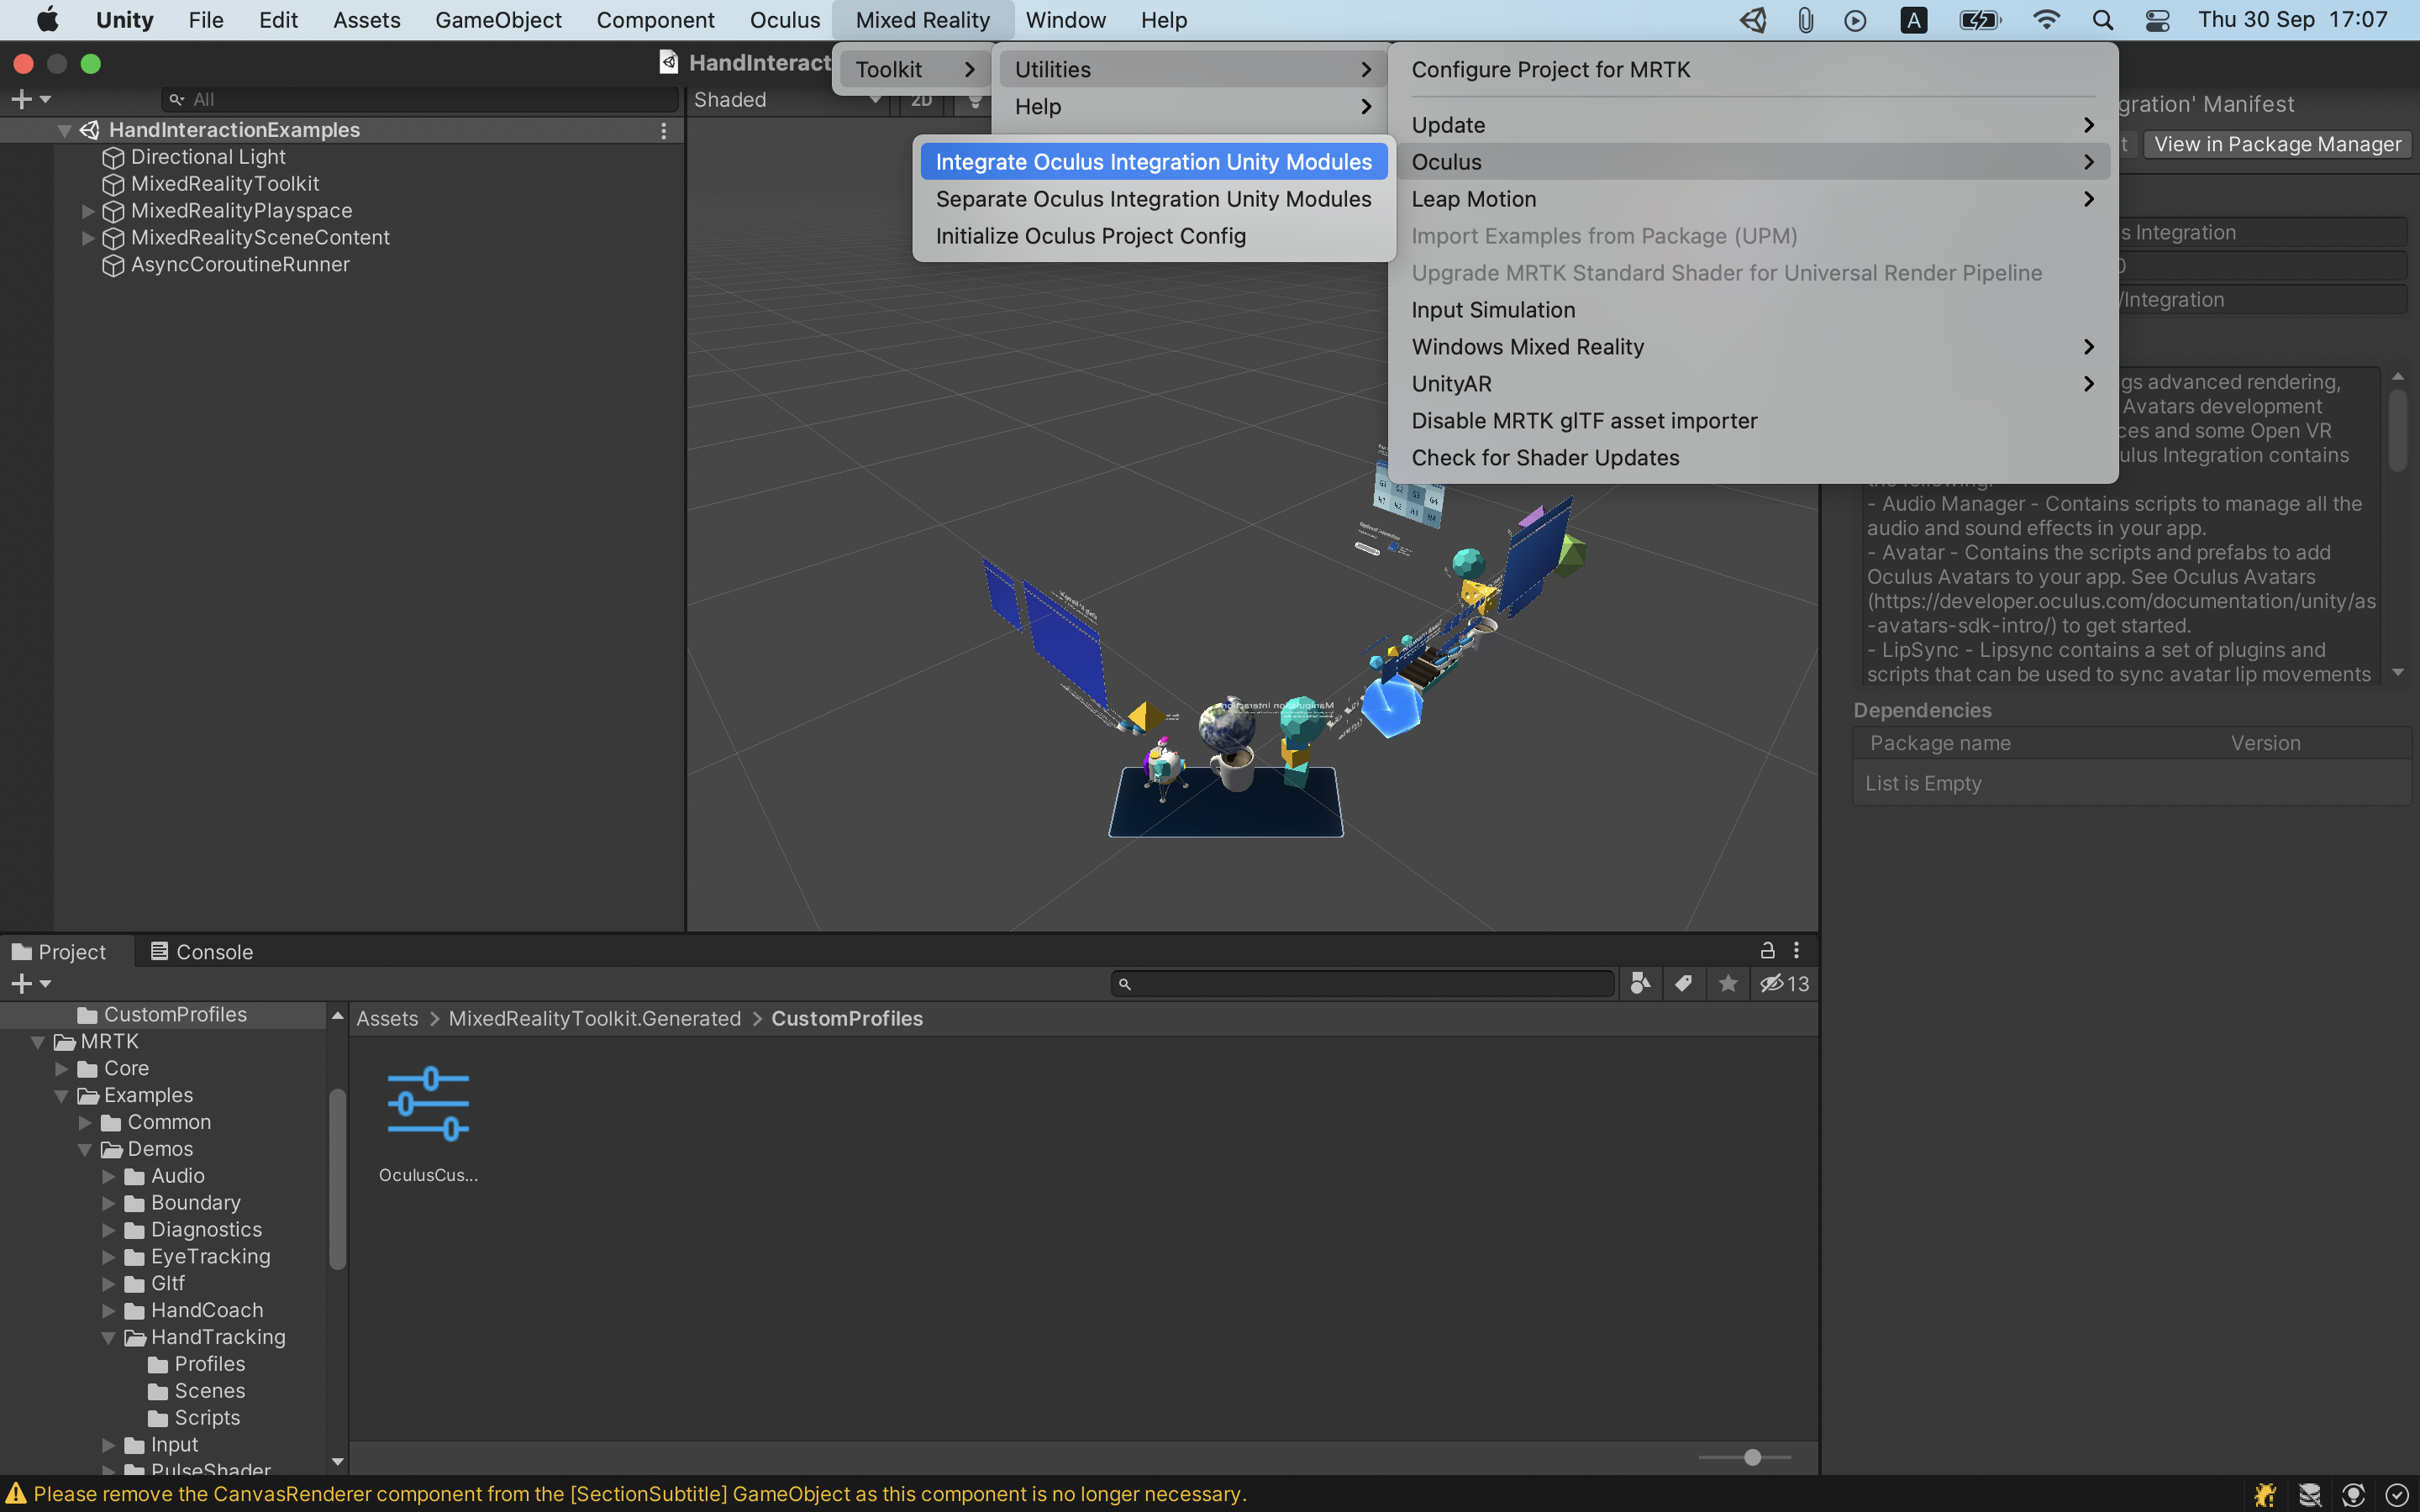 Unity File Edit Assets GameObject Component Oculus Mixed Reality Window Help
A
Thu 30 Sep 17:07
HandInteract
All
HandInteractionExamples
Directional Light
MixedRealityToolkit
MixedRealityPlayspace
MixedRealitySceneContent
AsyncCoroutineRunner
Shaded
2D
Toolkit
Utilities
Help
Integrate Oculus Integration Unity Modules
Separate Oculus Integration Unity Modules
Initialize Oculus Project Config
Configure Project for MRTK
Update
Oculus
Leap Motion
Import Examples from Package (UPM)
Upgrade MRTK Standard Shader for Universal Render Pipeline
Input Simulation
Windows Mixed Reality
UnityAR
Disable MRTK glTF asset importer
Check for Shader Updates
gration' Manifest
t View in Package Manager
s Integration
/Integration
gs advanced rendering,
Avatars development
ces and some Open VR
ulus Integration contains
the following:
- Audio Manager - Contains scripts to manage all the
audio and sound effects in your app.
- Avatar - Contains the scripts and prefabs to add
Oculus Avatars to your app. See Oculus Avatars
(https://developer.oculus.com/documentation/unity/as
-avatars-sdk-intro/) to get started.
- LipSync - Lipsync contains a set of plugins and
scripts that can be used to sync avatar lip movements
Dependencies
Package name Version
List is Empty
Manipulation Interaction
Project Console
13
CustomProfiles
MRTK
Core
Examples
Common
Demos
Audio
Boundary
Diagnostics
EyeTracking
Gltf
HandCoach
HandTracking
Profiles
Scenes
Scripts
Input
PulseShader
Assets > MixedRealityToolkit.Generated > CustomProfiles
OculusCus...
Please remove the CanvasRenderer component from the [SectionSubtitle] GameObject as this component is no longer necessary.